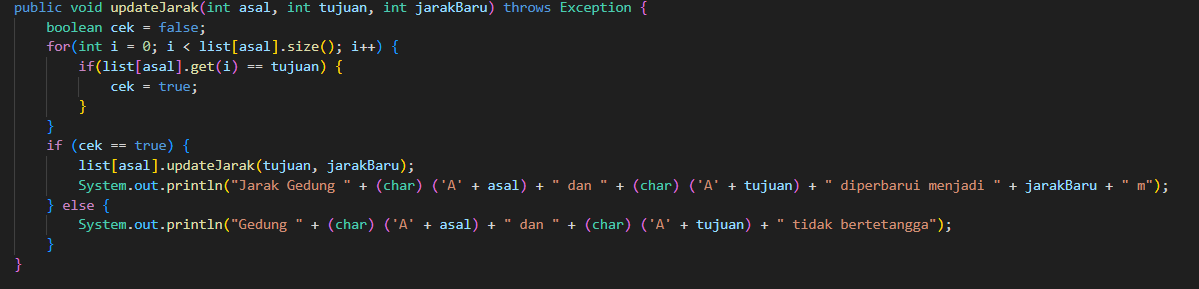 public void updateJarak(int asal, int tujuan, int jarakBaru) throws Exception {
    boolean cek = false;
    for(int i = 0; i < list[asal].size(); i++) {
        if(list[asal].get(i) == tujuan) {
            cek = true;
        }
    }
    if (cek == true) {
        list[asal].updateJarak(tujuan, jarakBaru);
        System.out.println("Jarak Gedung " + (char) ('A' + asal) + " dan " + (char) ('A' + tujuan) + " diperbarui menjadi " + jarakBaru + " m");
    } else {
        System.out.println("Gedung " + (char) ('A' + asal) + " dan " + (char) ('A' + tujuan) + " tidak bertetangga");
    }
}